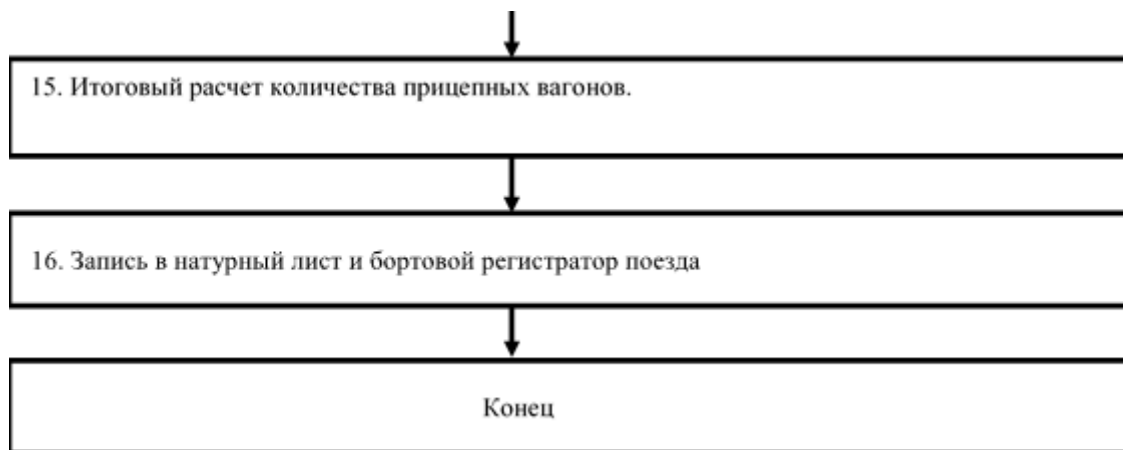 15. Итоговый расчет количества прицепных вагонов.
16. Запись в натурный лист и бортовой регистратор поезда
Конец